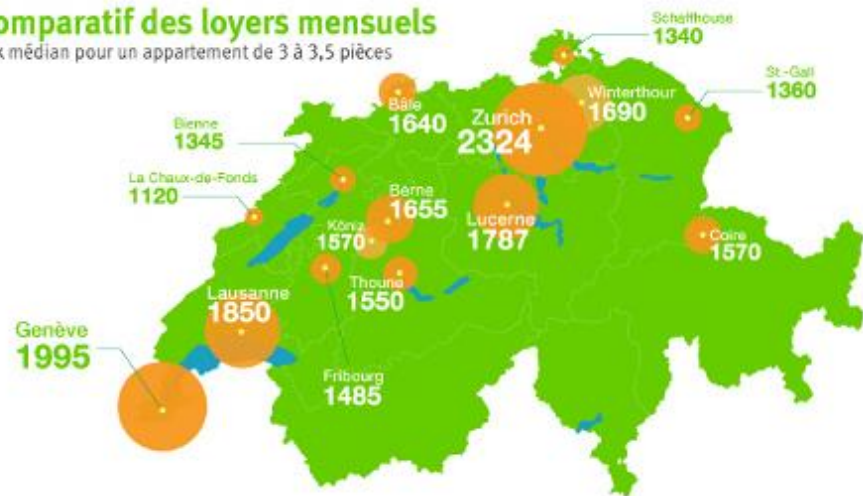 omparatif des loyers mensuels
x médian pour un appartement de 3 à 3,5 pièces
Schaffhouse
1340
St.-Gall
1360
Bâle
1640
Zurich
2324
Winterthour
1690
Bienne
1345
La Chaux-de-Fonds
1120
Berne
1655
Köniz
1570
Lucerne
1787
Coire
1570
Thoune
1550
Lausanne
1850
Genève
1995
Fribourg
1485